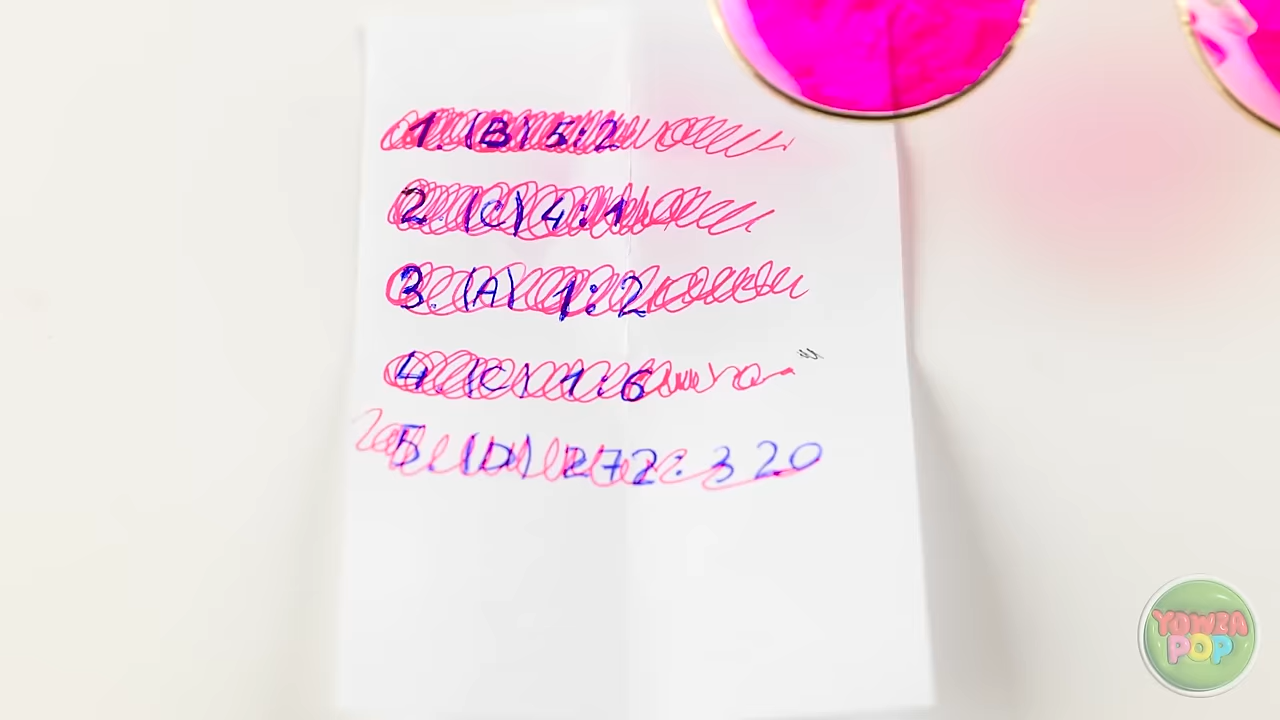 1. (B) 5:2
2. (C) 4:1
3. (A) 1:2
4. (C) 1:6
5. (D) 272:320
YOWZA
POP